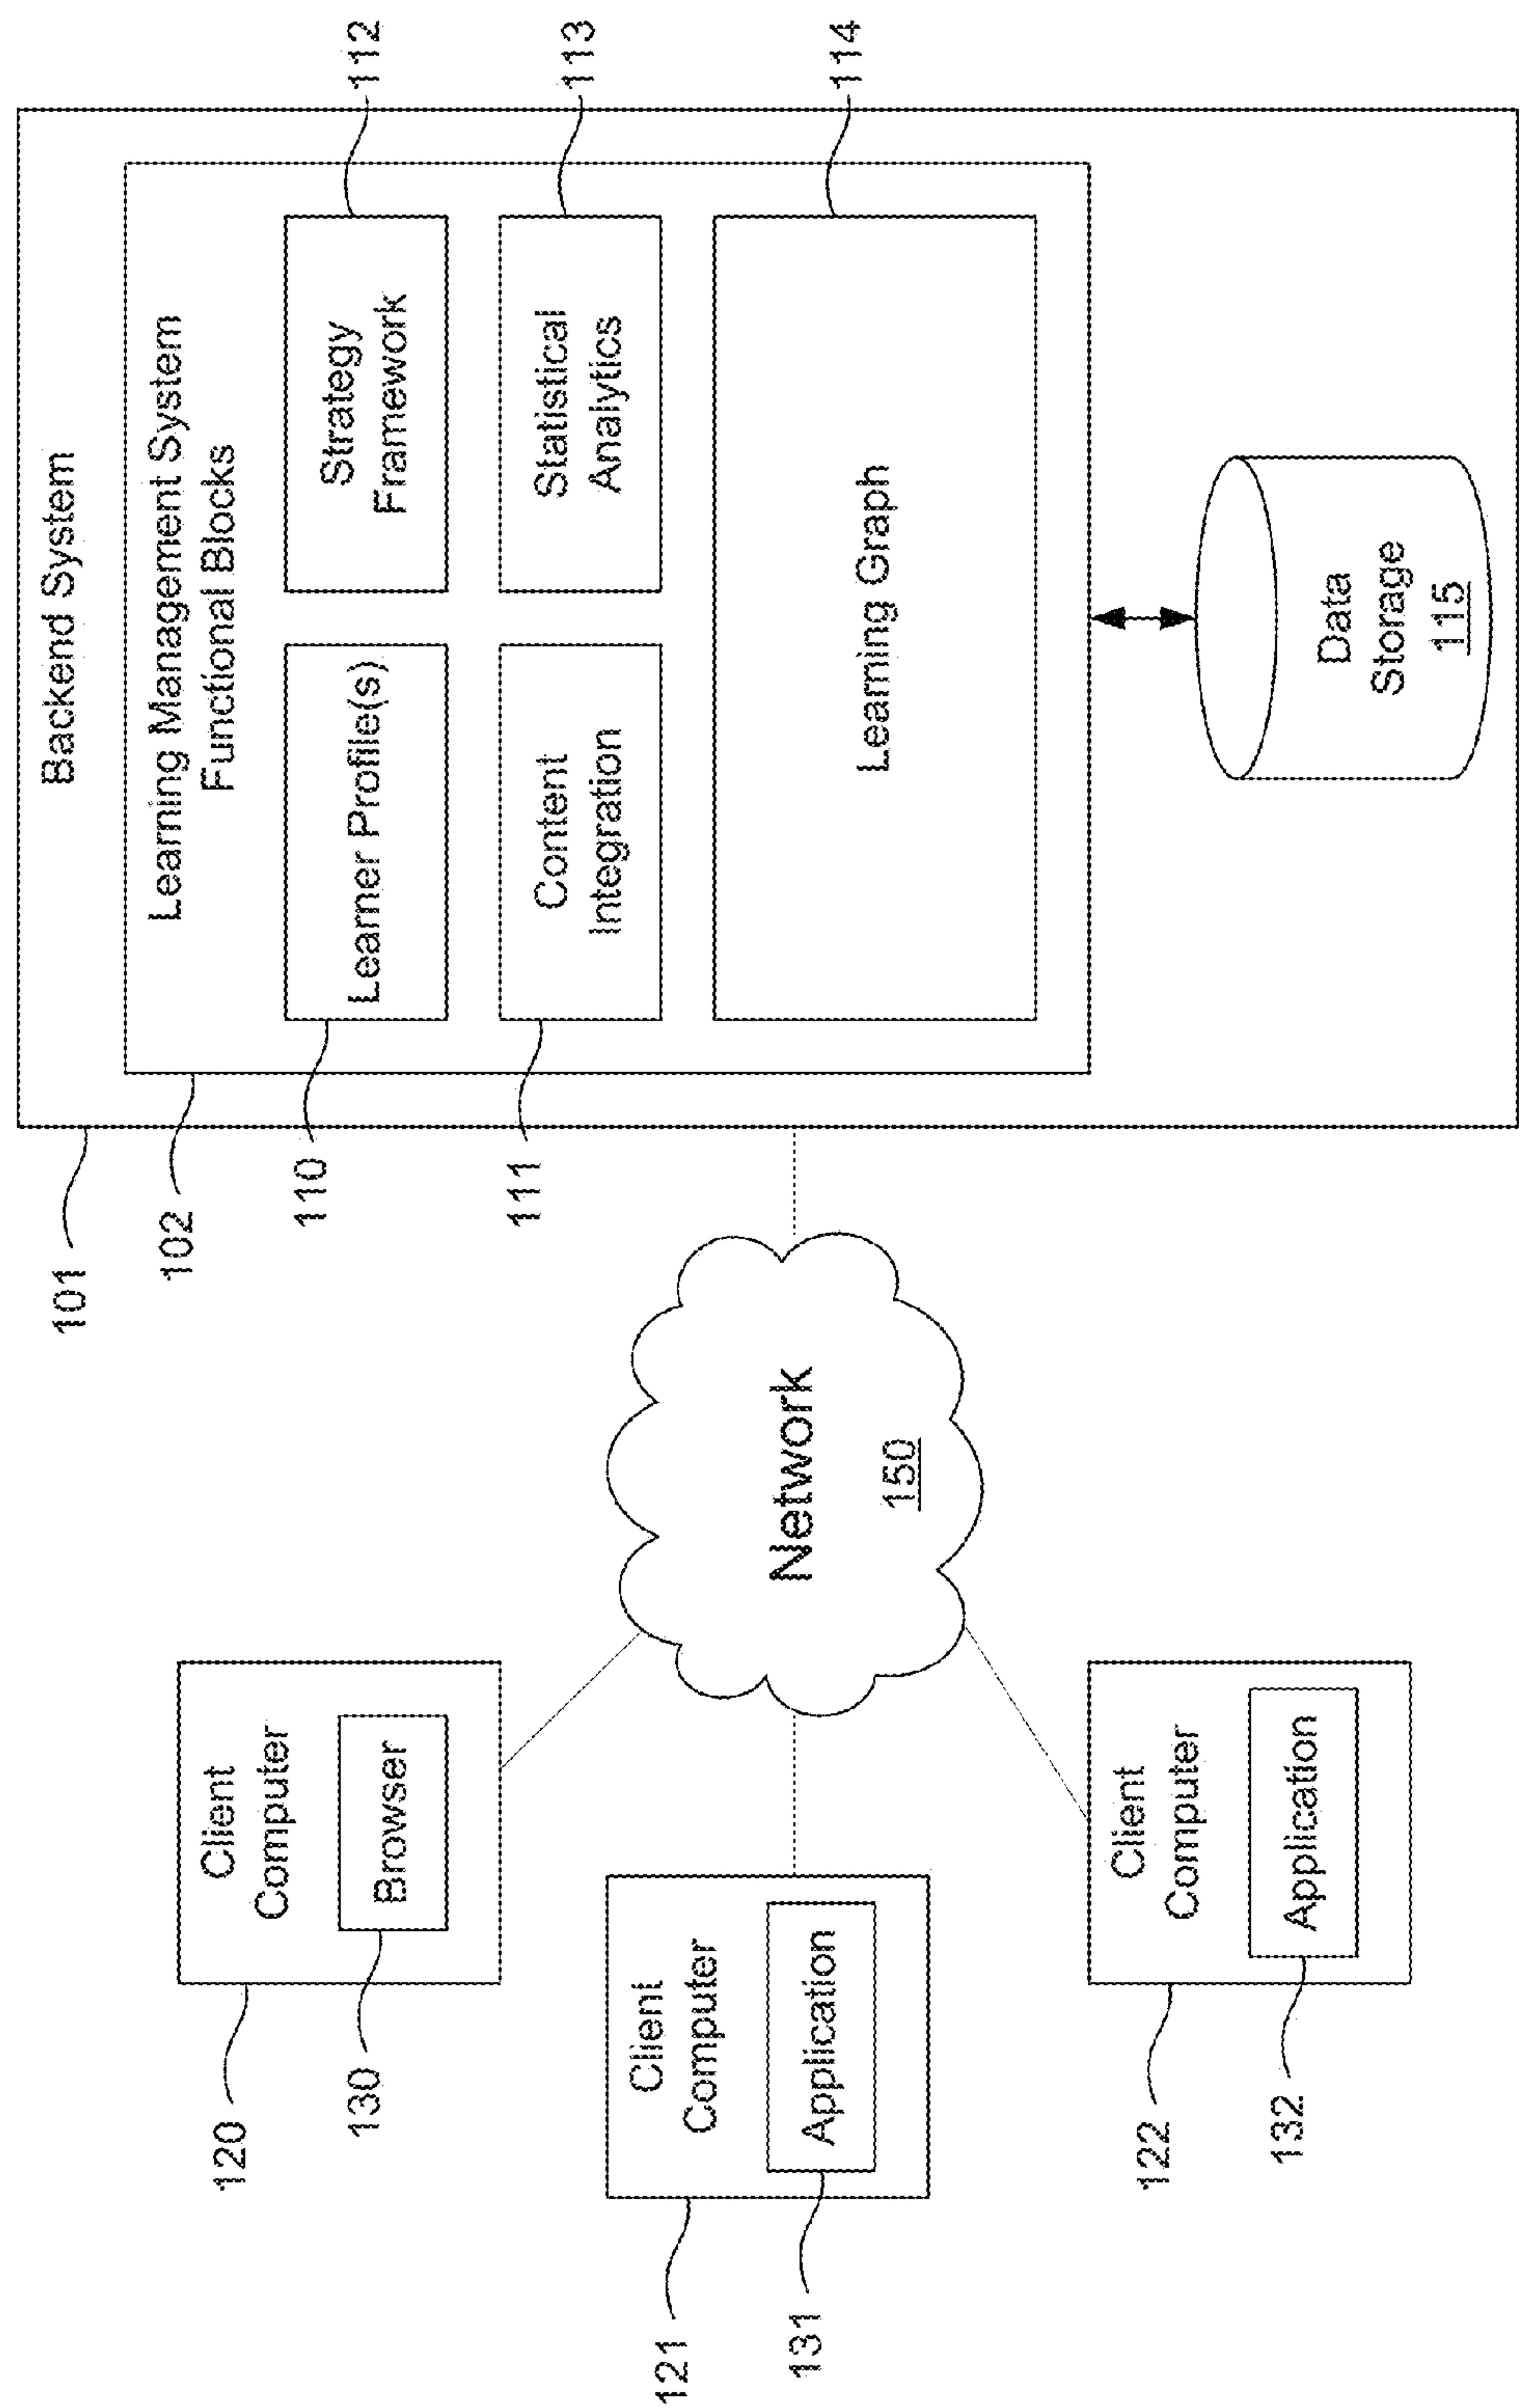 Client
Computer
Browser
120
130
Client
Computer
Application
121
131
Client
Computer
Application
122
132
Network
150
101
102
110
111
Backend System
Learning Management System
Functional Blocks
Learner Profile(s)
Strategy
Framework
112
Content
Integration
Statistical
Analytics
113
Learning Graph
114
Data
Storage
115